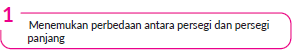 1
Menemukan perbedaan antara persegi dan persegi
panjang